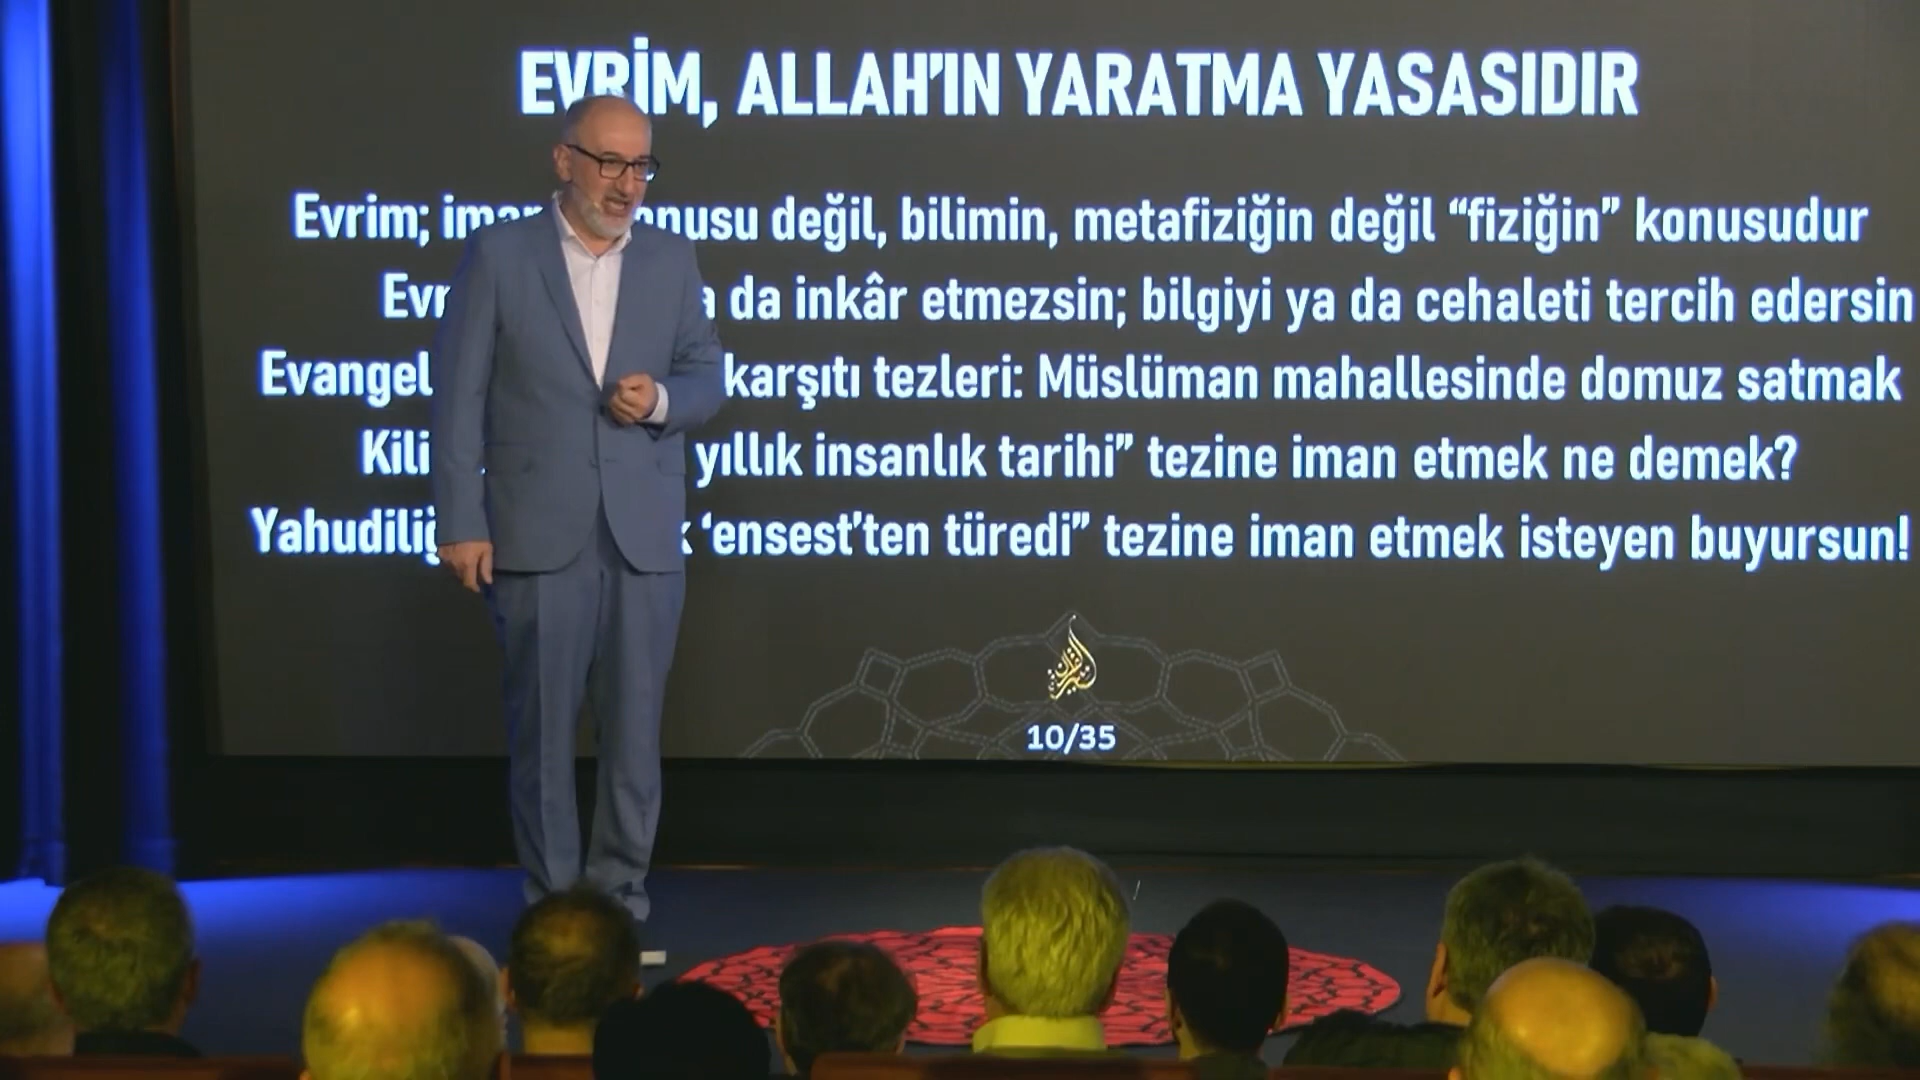 EVRİM, ALLAH'IN YARATMA YASASIDIR
Evrim; değil, bilimin, metafiziğin değil “fiziğin” konusudur
da inkâr etmezsin; bilgiyi ya da cehaleti tercih edersin
karşıtı tezleri: Müslüman mahallesinde domuz satmak
yıllık insanlık tarihi” tezine iman etmek ne demek?
‘ensest’ten türedi” tezine iman etmek isteyen buyursun!
10/35